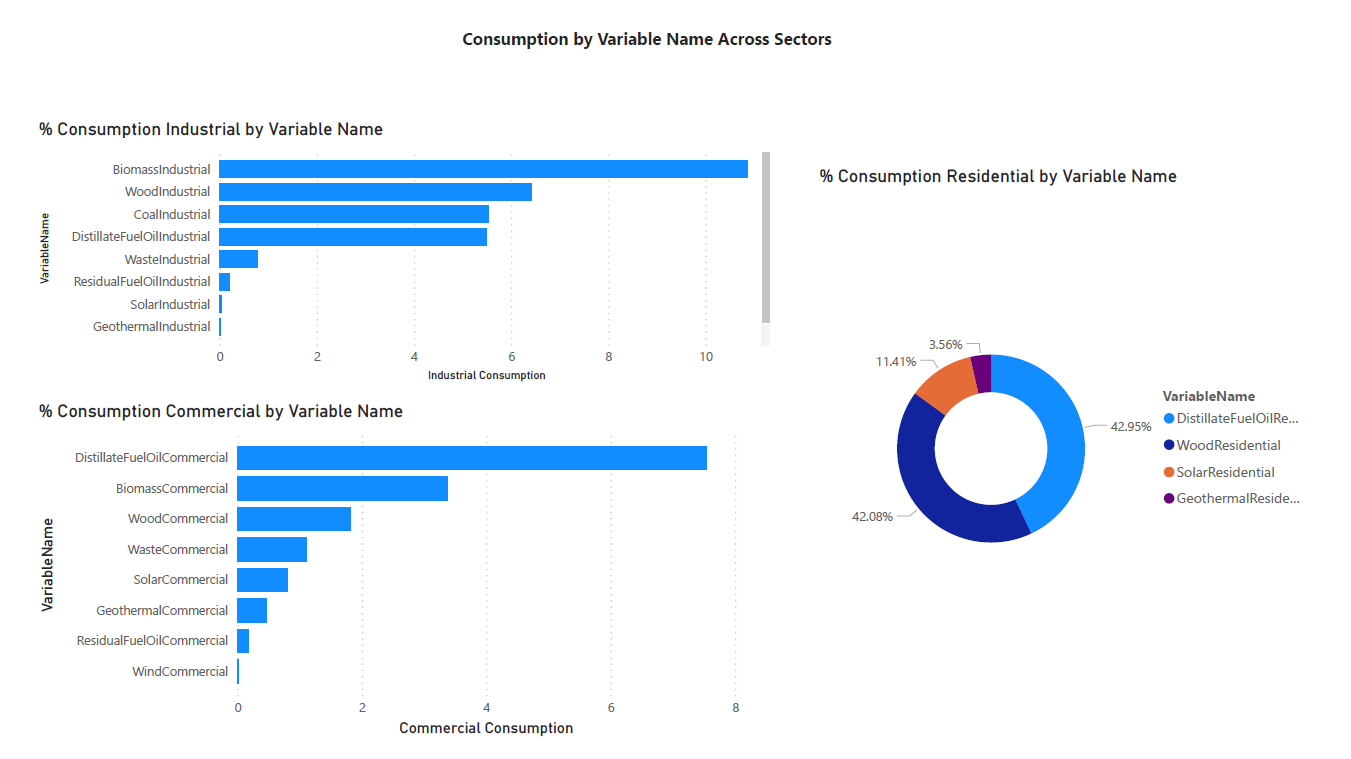 Consumption by Variable Name Across Sectors
% Consumption Industrial by Variable Name
VariableName
BiomassIndustrial
WoodIndustrial
CoalIndustrial
DistillateFuelOilIndustrial
WasteIndustrial
ResidualFuelOilIndustrial
SolarIndustrial
GeothermalIndustrial
0 2 4 6 8 10
Industrial Consumption
% Consumption Commercial by Variable Name
VariableName
DistillateFuelOilCommercial
BiomassCommercial
WoodCommercial
WasteCommercial
SolarCommercial
GeothermalCommercial
ResidualFuelOilCommercial
WindCommercial
0 2 4 6 8
Commercial Consumption
% Consumption Residential by Variable Name
3.56%
11.41%
42.95%
42.08%
VariableName
DistillateFuelOilRe...
WoodResidential
SolarResidential
GeothermalReside...